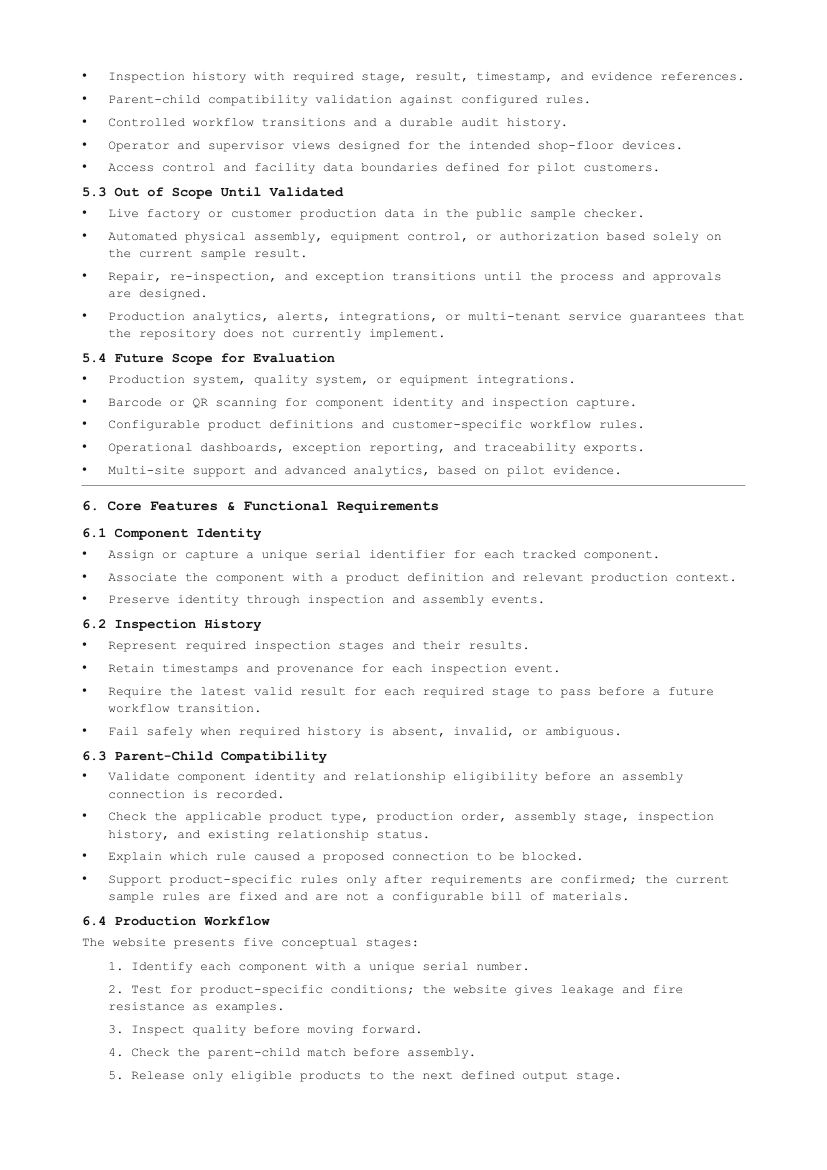 • Inspection history with required stage, result, timestamp, and evidence references.
• Parent-child compatibility validation against configured rules.
• Controlled workflow transitions and a durable audit history.
• Operator and supervisor views designed for the intended shop-floor devices.
• Access control and facility data boundaries defined for pilot customers.
5.3 Out of Scope Until Validated
• Live factory or customer production data in the public sample checker.
• Automated physical assembly, equipment control, or authorization based solely on
the current sample result.
• Repair, re-inspection, and exception transitions until the process and approvals
are designed.
• Production analytics, alerts, integrations, or multi-tenant service guarantees that
the repository does not currently implement.
5.4 Future Scope for Evaluation
• Production system, quality system, or equipment integrations.
• Barcode or QR scanning for component identity and inspection capture.
• Configurable product definitions and customer-specific workflow rules.
• Operational dashboards, exception reporting, and traceability exports.
• Multi-site support and advanced analytics, based on pilot evidence.
6. Core Features & Functional Requirements
6.1 Component Identity
• Assign or capture a unique serial identifier for each tracked component.
• Associate the component with a product definition and relevant production context.
• Preserve identity through inspection and assembly events.
6.2 Inspection History
• Represent required inspection stages and their results.
• Retain timestamps and provenance for each inspection event.
• Require the latest valid result for each required stage to pass before a future
workflow transition.
• Fail safely when required history is absent, invalid, or ambiguous.
6.3 Parent-Child Compatibility
• Validate component identity and relationship eligibility before an assembly
connection is recorded.
• Check the applicable product type, production order, assembly stage, inspection
history, and existing relationship status.
• Explain which rule caused a proposed connection to be blocked.
• Support product-specific rules only after requirements are confirmed; the current
sample rules are fixed and are not a configurable bill of materials.
6.4 Production Workflow
The website presents five conceptual stages:
1. Identify each component with a unique serial number.
2. Test for product-specific conditions; the website gives leakage and fire
resistance as examples.
3. Inspect quality before moving forward.
4. Check the parent-child match before assembly.
5. Release only eligible products to the next defined output stage.